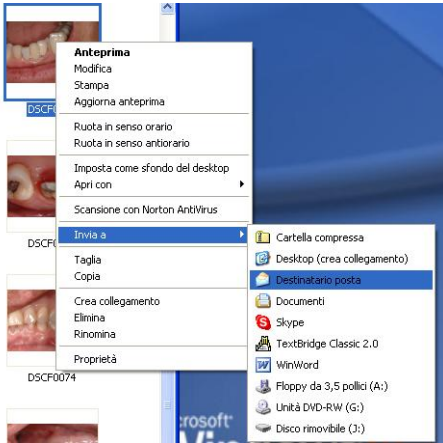 Anteprima
Modifica
Stampa
Aggiorna anteprima
DSCF0
Ruota in senso orario
Ruota in senso antiorario
Imposta come sfondo del desktop
Apri con
Scansione con Norton AntiVirus
DSCF0
Invia a
Taglia
Copia
Crea collegamento
Elimina
Rinomina
Proprietà
DSCF0074
Cartella compressa
Desktop (crea collegamento)
Destinatario posta
Documenti
Skype
TextBridge Classic 2.0
WinWord
Floppy da 3,5 pollici (A:)
Unità DVD-RW (G:)
Disco rimovibile (J:)
crosoft